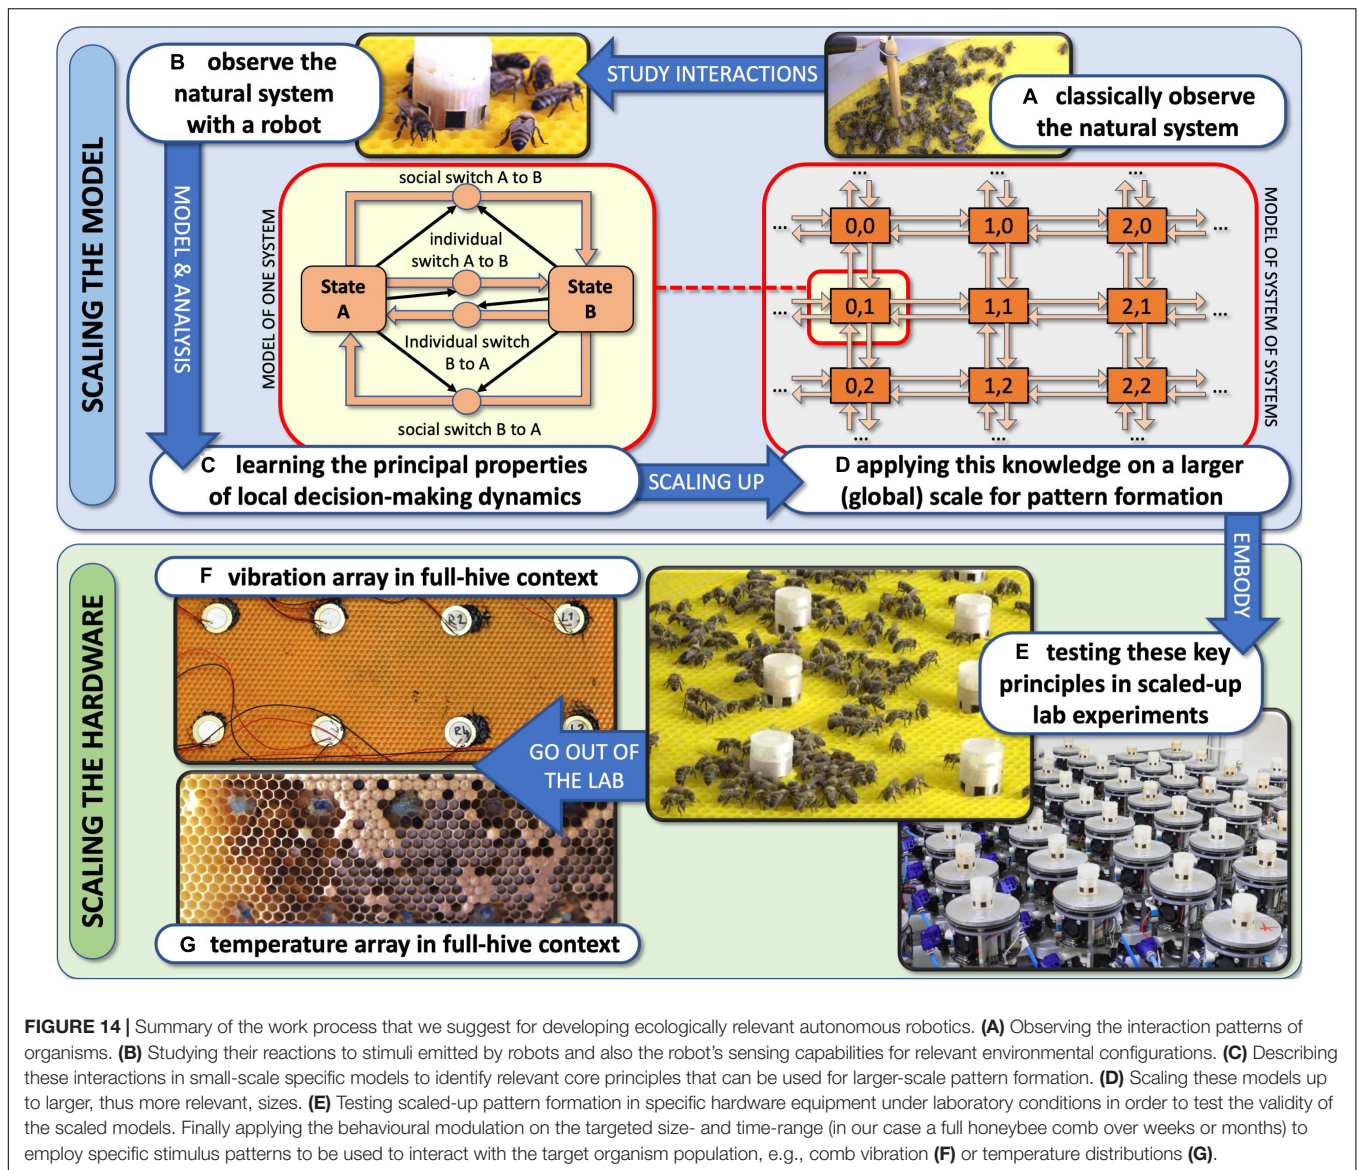 SCALING THE MODEL
B observe the
natural system
with a robot
STUDY INTERACTIONS
A classically observe
the natural system
MODEL & ANALYSIS
MODEL OF ONE SYSTEM
social switch A to B
individual
switch A to B
State
A
State
B
Individual switch
B to A
social switch B to A
... ... ...
... 0,0 1,0 2,0 ...
... 0,1 1,1 2,1 ...
... 0,2 1,2 2,2 ...
... ... ...
MODEL OF SYSTEM OF SYSTEMS
C learning the principal properties
of local decision-making dynamics
SCALING UP
D applying this knowledge on a larger
(global) scale for pattern formation
EMBODY
SCALING THE HARDWARE
F vibration array in full-hive context
R2
L1
R4
L2
GO OUT OF
THE LAB
E testing these key
principles in scaled-up
lab experiments
G temperature array in full-hive context
FIGURE 14 | Summary of the work process that we suggest for developing ecologically relevant autonomous robotics. (A) Observing the interaction patterns of
organisms. (B) Studying their reactions to stimuli emitted by robots and also the robot's sensing capabilities for relevant environmental configurations. (C) Describing
these interactions in small-scale specific models to identify relevant core principles that can be used for larger-scale pattern formation. (D) Scaling these models up
to larger, thus more relevant, sizes. (E) Testing scaled-up pattern formation in specific hardware equipment under laboratory conditions in order to test the validity of
the scaled models. Finally applying the behavioural modulation on the targeted size- and time-range (in our case a full honeybee comb over weeks or months) to
employ specific stimulus patterns to be used to interact with the target organism population, e.g., comb vibration (F) or temperature distributions (G).